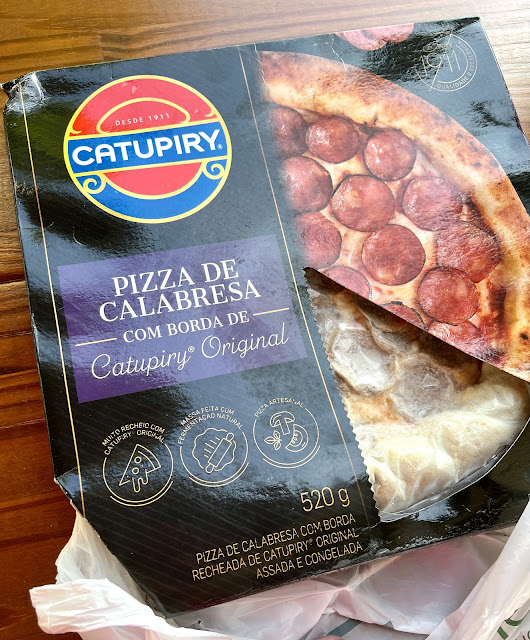 1911
DESDE 1911
CATUPIRY®
PIZZA DE
CALABRESA
COM BORDA DE
Catupiry® Original
MUITO RECHEIO COM
CATUPIRY® ORIGINAL
MASSA FEITA COM
FERMENTAÇÃO NATURAL
PIZZA ARTESANAL
520 g
PIZZA DE CALABRESA COM BORDA
RECHEADA DE CATUPIRY® ORIGINAL
ASSADA E CONGELADA